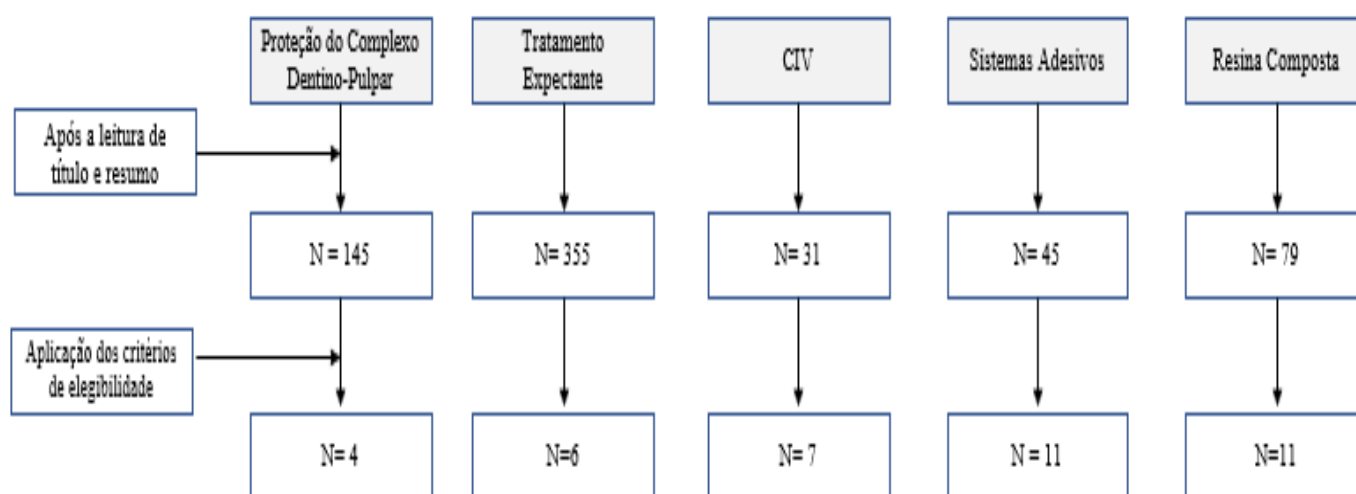 Proteção do Complexo
Dentino-Pulpar
Tratamento
Expectante
CIV
Sistemas Adesivos
Resina Composta
Após a leitura de
título e resumo
N = 145
N= 355
N= 31
N= 45
N= 79
Aplicação dos critérios
de elegibilidade
N= 4
N=6
N= 7
N = 11
N=11